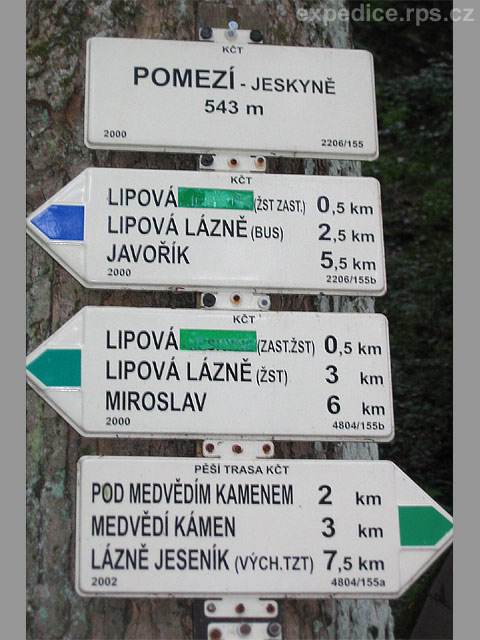 expedice.rps.cz
KČT
POMEZÍ - JESKYNĚ
543 m
2000 2206/155
KČT
LIPOVÁ (ŽST ZAST.) 0,5 km
LIPOVÁ LÁZNĚ (BUS) 2,5 km
JAVOŘÍK 5,5 km
2000 2206/155b
KČT
LIPOVÁ (ZAST.ŽST) 0,5 km
LIPOVÁ LÁZNĚ (ŽST) 3 km
MIROSLAV 6 km
2000 4804/155b
PĚŠÍ TRASA KČT
POD MEDVĚDÍM KAMENEM 2 km
MEDVĚDÍ KÁMEN 3 km
LÁZNĚ JESENÍK (VÝCH.TZT) 7,5 km
2002 4804/155a